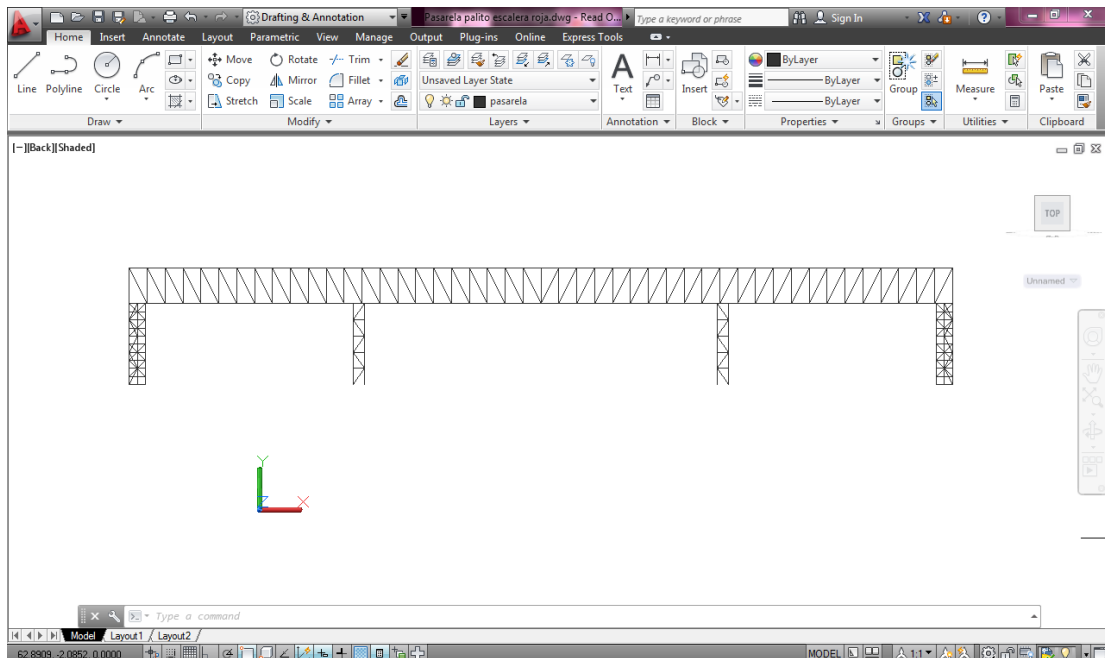 Drafting & Annotation
Pasarela palito escalera roja.dwg - Read O...
Type a keyword or phrase
Sign In
Home Insert Annotate Layout Parametric View Manage Output Plug-ins Online Express Tools
Line Polyline Circle Arc
Move Rotate Trim
Copy Mirror Fillet
Stretch Scale Array
Unsaved Layer State
pasarela
Text
Insert
ByLayer
ByLayer
ByLayer
Group
Measure
Paste
Draw Modify Layers Annotation Block Properties Groups Utilities Clipboard
[−][Back][Shaded]
TOP
Unnamed
Y
Z
X
Type a command
Model Layout1 Layout2
62.8909, -2.0852, 0.0000
MODEL
1:1